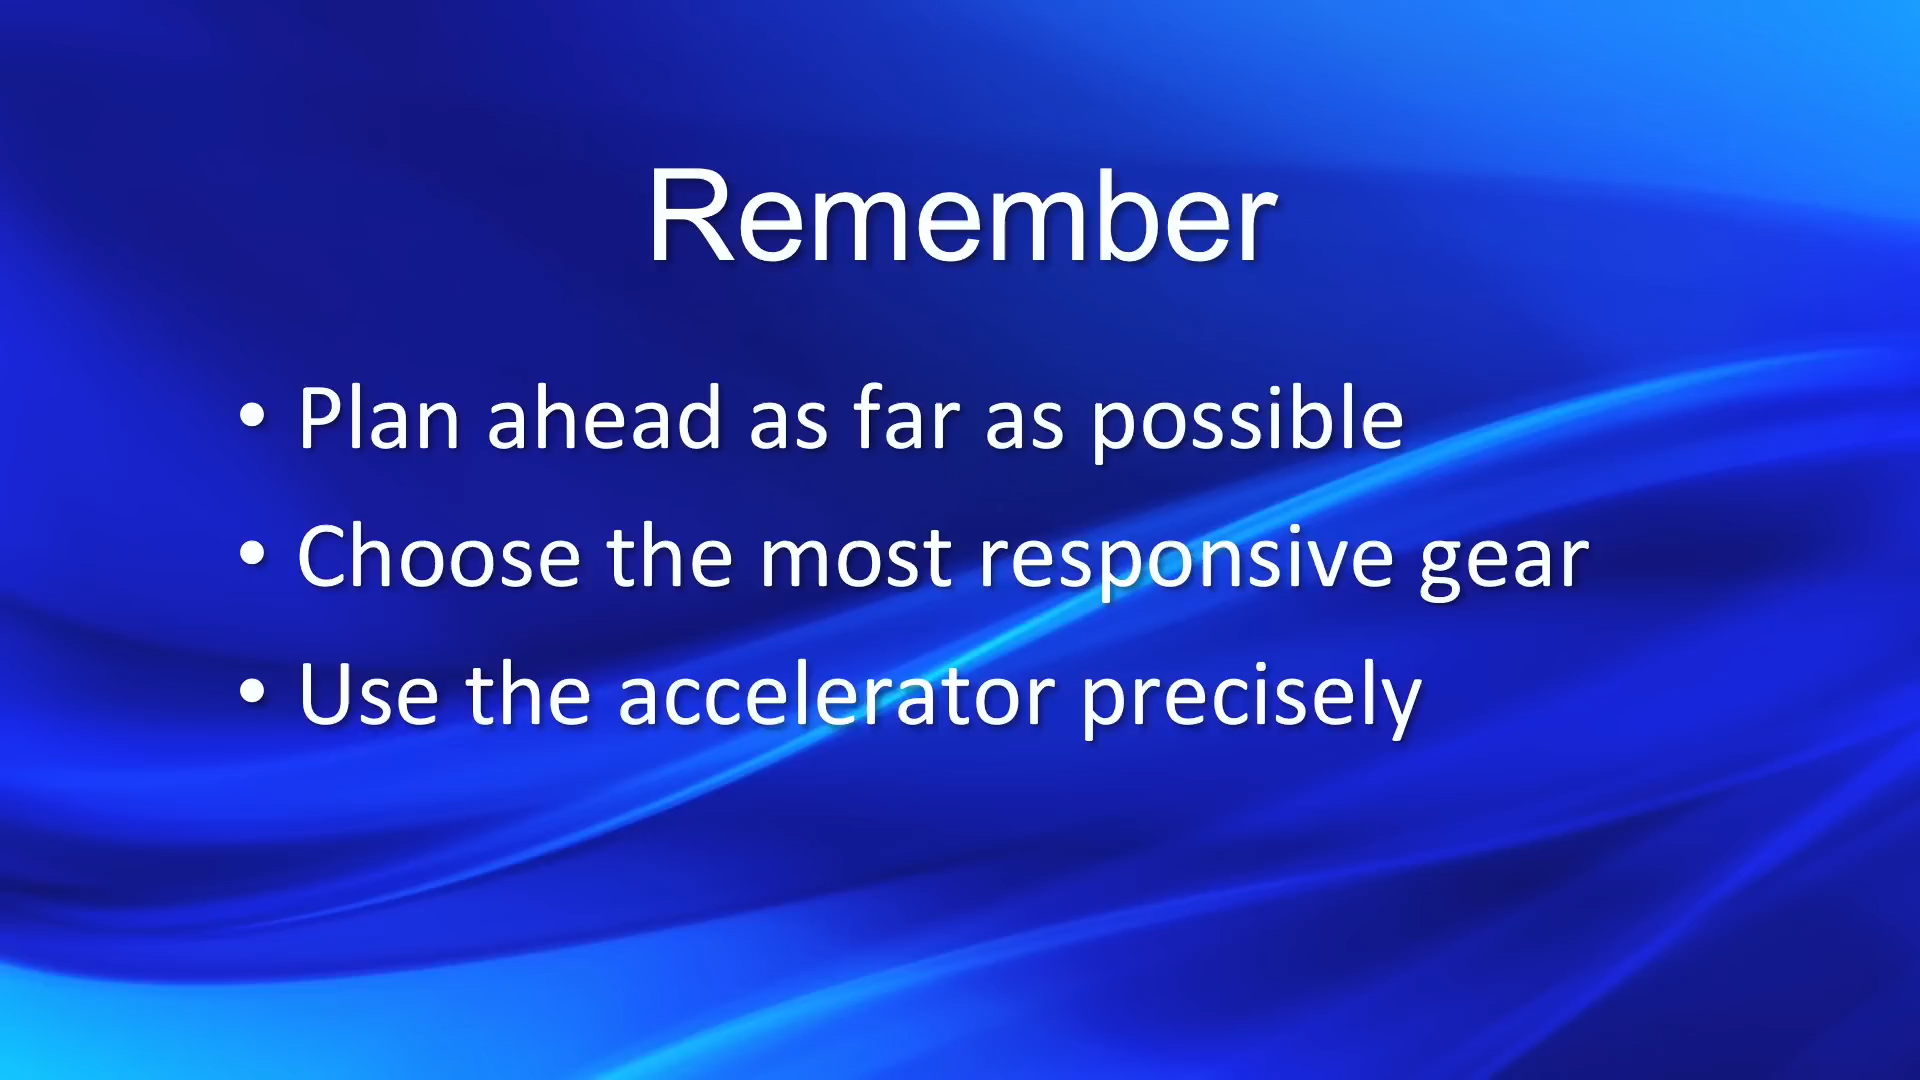 Remember
• Plan ahead as far as possible
• Choose the most responsive gear
• Use the accelerator precisely